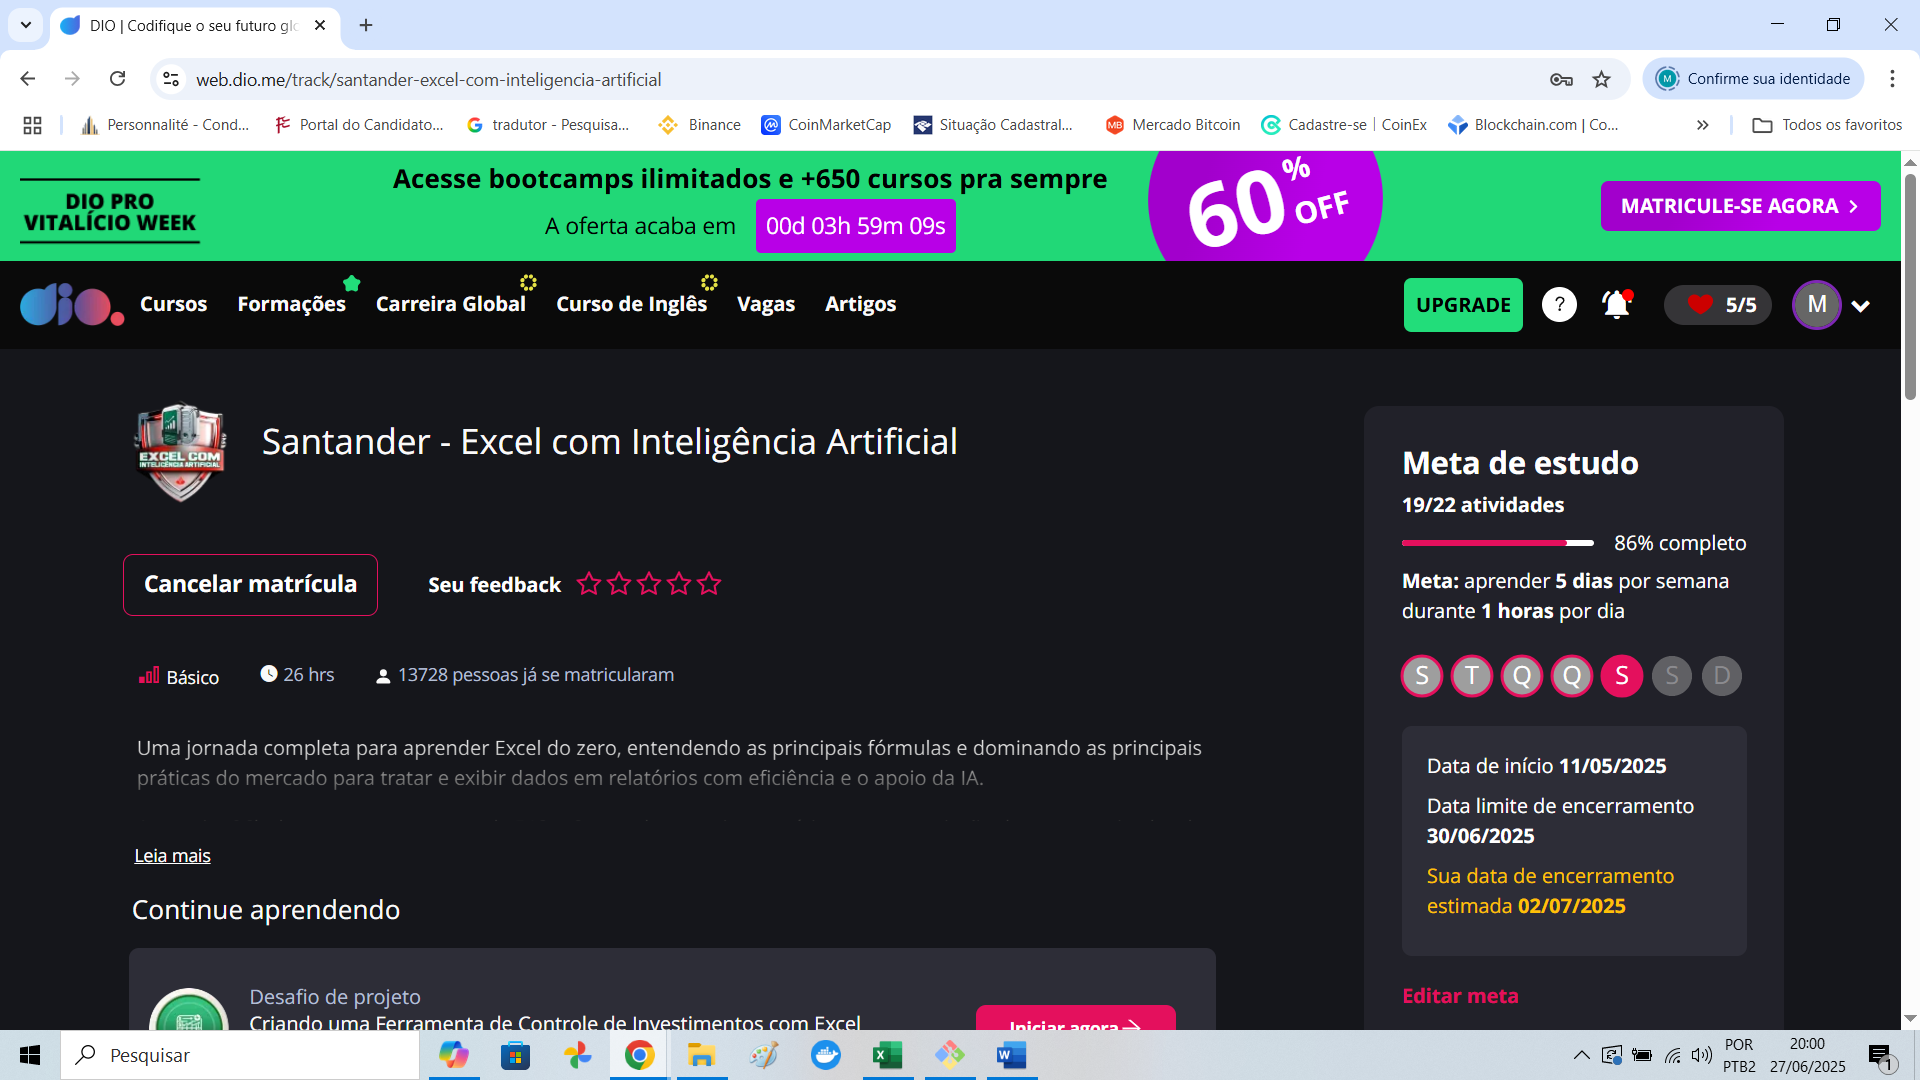 DIO | Codifique o seu futuro glo
web.dio.me/track/santander-excel-com-inteligencia-artificial
M
Confirme sua identidade
Personnalité - Cond...
Portal do Candidato...
tradutor - Pesquisa...
Binance
CoinMarketCap
Situação Cadastral...
MB
Mercado Bitcoin
Cadastre-se | CoinEx
Blockchain.com | Co...
Todos os favoritos
DIO PRO
VITALÍCIO WEEK
Acesse bootcamps ilimitados e +650 cursos pra sempre
A oferta acaba em 00d 03h 59m 09s
60% OFF
MATRICULE-SE AGORA
dio.
Cursos
Formações
Carreira Global
Curso de Inglês
Vagas
Artigos
UPGRADE
?
5/5
M
EXCEL COM
INTELIGÊNCIA ARTIFICIAL
Santander - Excel com Inteligência Artificial
Cancelar matrícula
Seu feedback
Básico
26 hrs
13728 pessoas já se matricularam
Uma jornada completa para aprender Excel do zero, entendendo as principais fórmulas e dominando as principais
práticas do mercado para tratar e exibir dados em relatórios com eficiência e o apoio da IA.
Leia mais
Continue aprendendo
Desafio de projeto
Criando uma Ferramenta de Controle de Investimentos com Excel
Iniciar agora
Meta de estudo
19/22 atividades
86% completo
Meta: aprender 5 dias por semana
durante 1 horas por dia
S T Q Q S S D
Data de início 11/05/2025
Data limite de encerramento
30/06/2025
Sua data de encerramento
estimada 02/07/2025
Editar meta
Pesquisar
POR
PTB2
20:00
27/06/2025
1